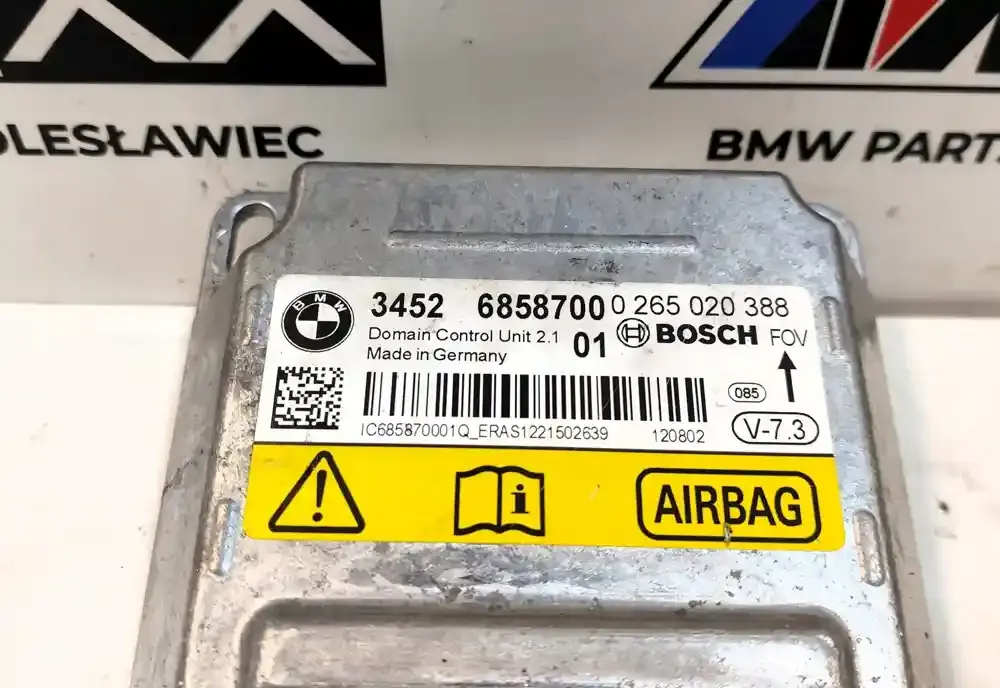 OLESŁAWIEC
BMW PARTS
BMW
3452 6858700 0 265 020 388
Domain Control Unit 2.1 01 BOSCH FOV
Made in Germany
085
IC685870001Q_ERAS1221502639 120802 V-7.3
AIRBAG